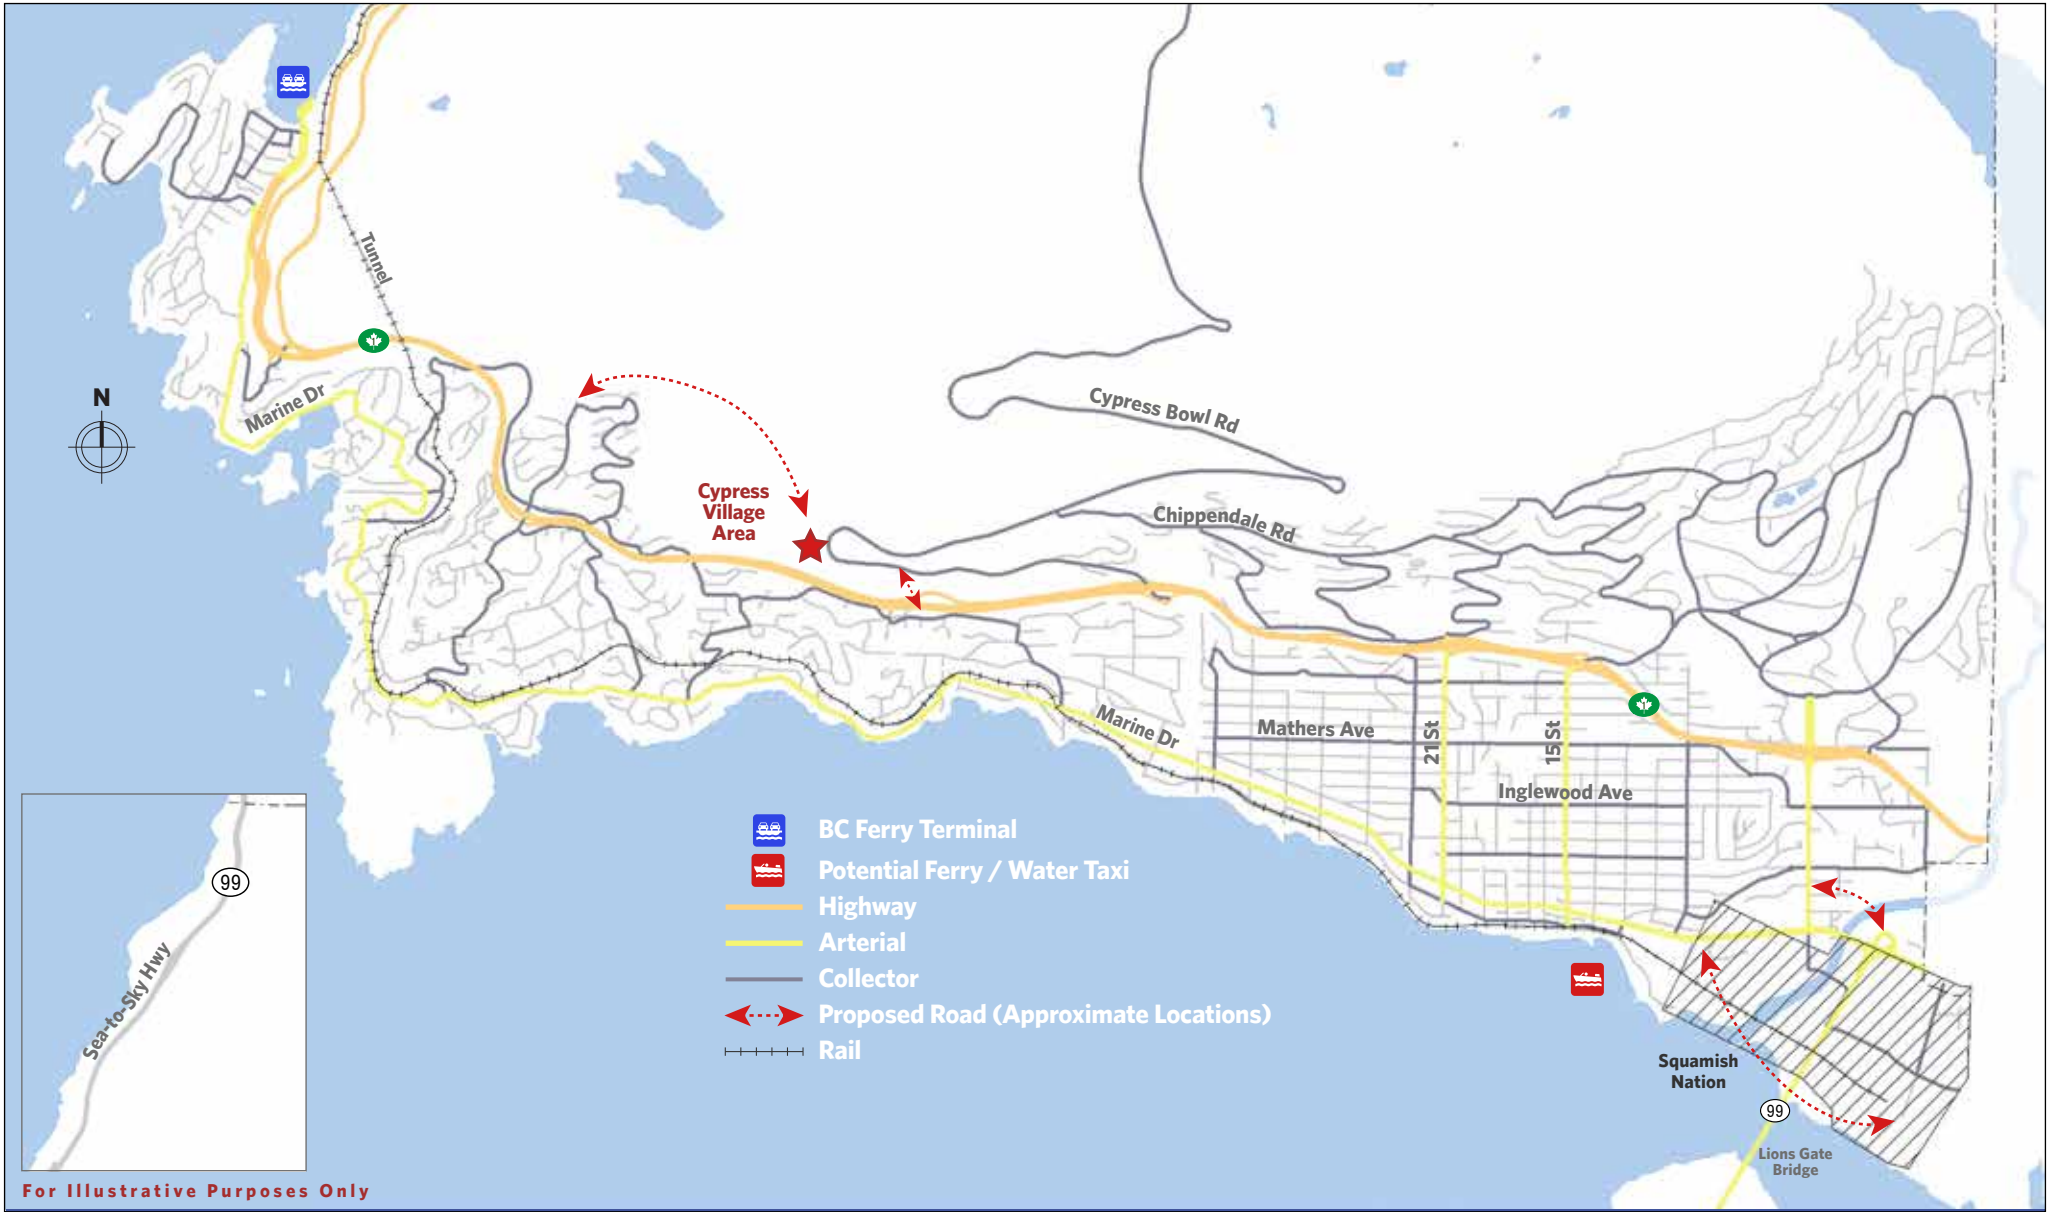 Tunnel
1
N
Marine Dr
Cypress Bowl Rd
Cypress
Village
Area
Chippendale Rd
1
Marine Dr
Mathers Ave
21 St
15 St
Inglewood Ave
BC Ferry Terminal
Potential Ferry / Water Taxi
Highway
Arterial
Collector
Proposed Road (Approximate Locations)
Rail
99
Sea-to-Sky Hwy
Squamish
Nation
99
Lions Gate
Bridge
For Illustrative Purposes Only